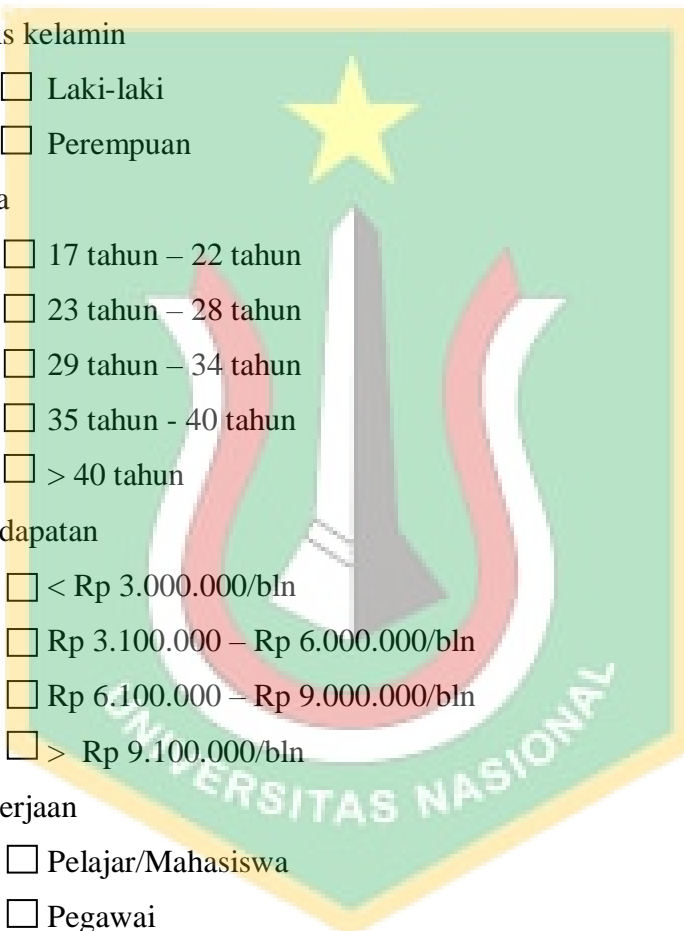 s kelamin
Laki-laki
Perempuan
a
17 tahun – 22 tahun
23 tahun – 28 tahun
29 tahun – 34 tahun
35 tahun - 40 tahun
> 40 tahun
dapatan
< Rp 3.000.000/bln
Rp 3.100.000 – Rp 6.000.000/bln
Rp 6.100.000 – Rp 9.000.000/bln
> Rp 9.100.000/bln
erjaan
Pelajar/Mahasiswa
Pegawai
UNIVERSITAS NASIONAL